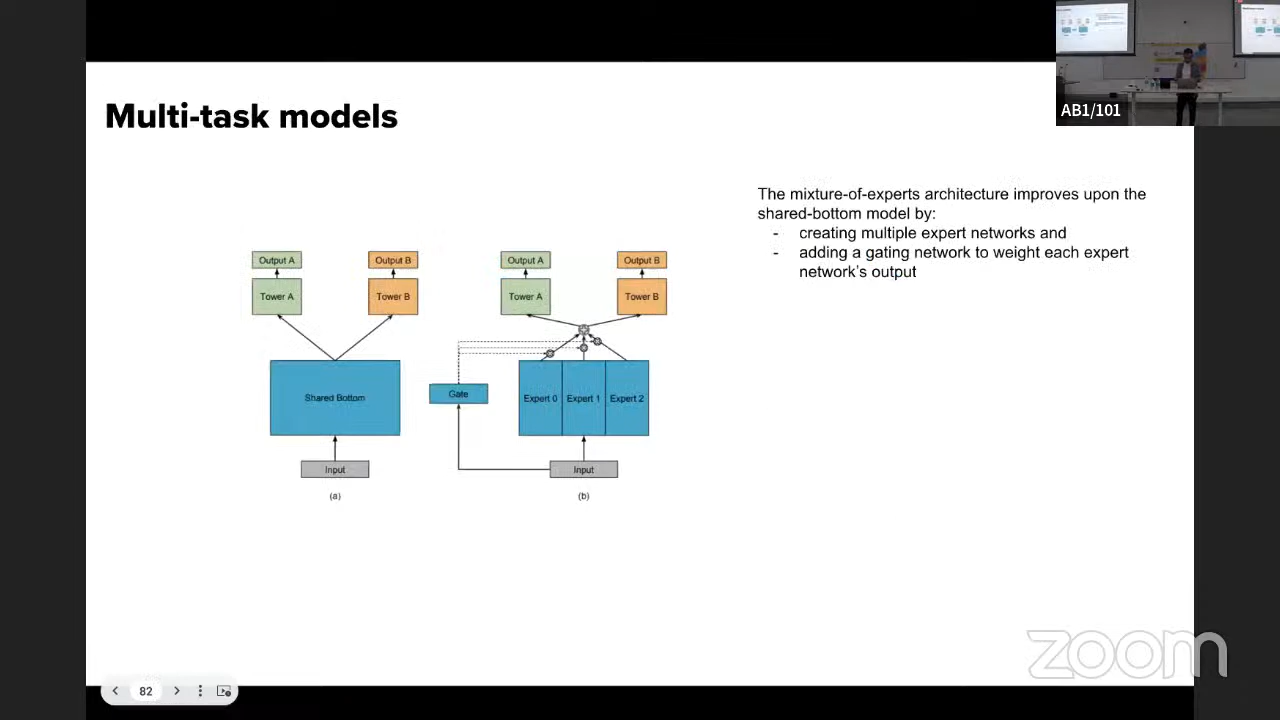 AB1/101
Multi-task models
The mixture-of-experts architecture improves upon the
shared-bottom model by:
- creating multiple expert networks and
- adding a gating network to weight each expert
network's output
Output A
Output B
Tower A
Tower B
Shared Bottom
Input
(a)
Output A
Output B
Tower A
Tower B
Gate
Expert 0
Expert 1
Expert 2
Input
(b)
zoom
82